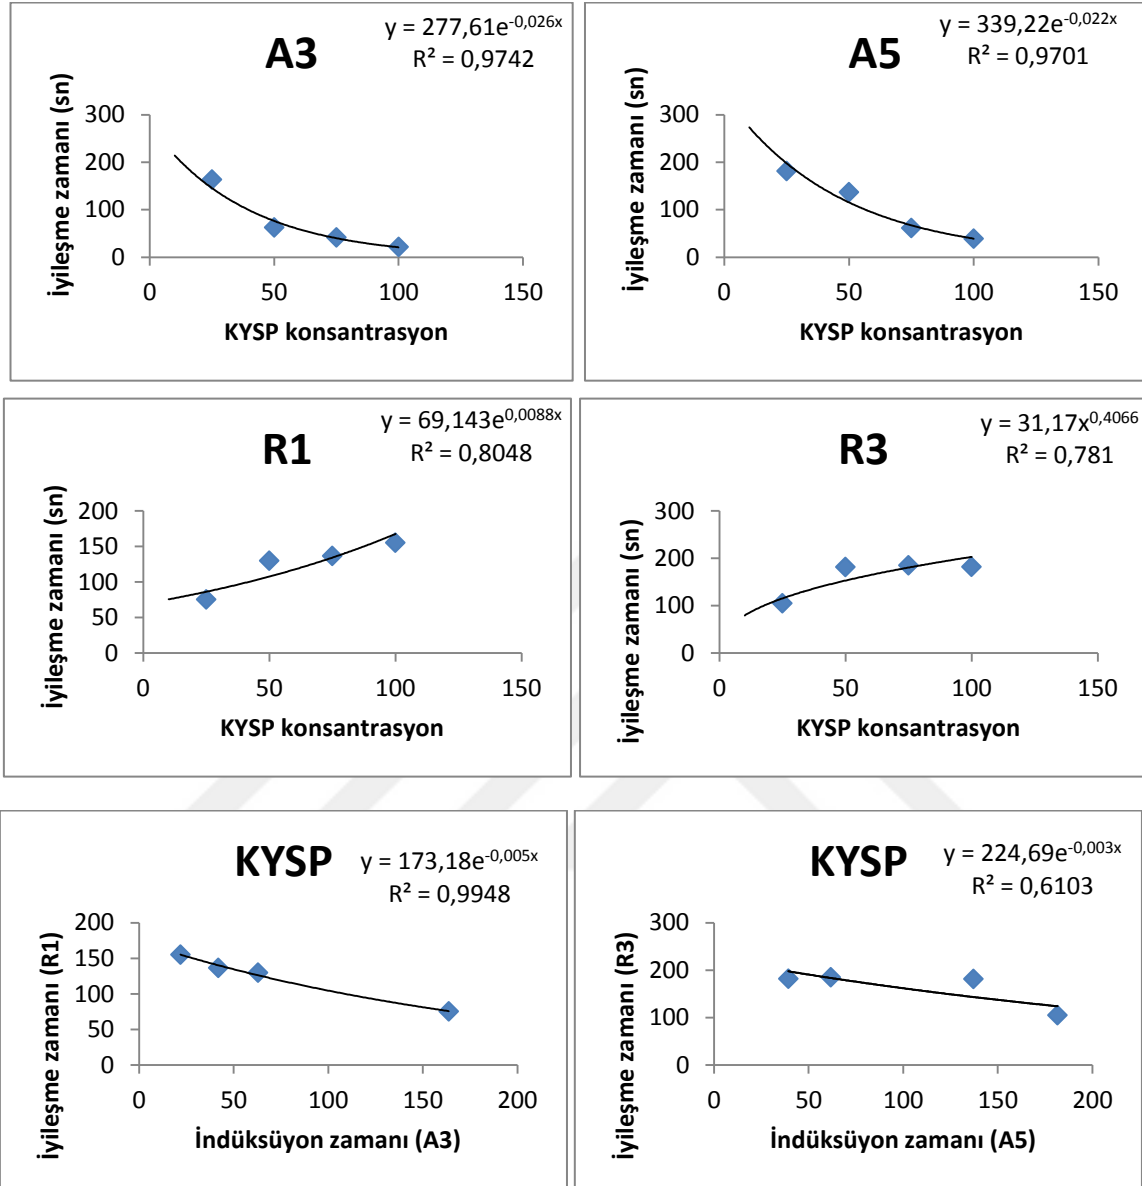 A3
y = 277,61e^-0,026x
R² = 0,9742
İyileşme zamanı (sn)
300
200
100
0
0 50 100 150
KYSP konsantrasyon
A5
y = 339,22e^-0,022x
R² = 0,9701
İyileşme zamanı (sn)
300
200
100
0
0 50 100 150
KYSP konsantrasyon
R1
y = 69,143e^0,0088x
R² = 0,8048
İyileşme zamanı (sn)
200
150
100
50
0
0 50 100 150
KYSP konsantrasyon
R3
y = 31,17x^0,4066
R² = 0,781
İyileşme zamanı (sn)
300
200
100
0
0 50 100 150
KYSP konsantrasyon
KYSP
y = 173,18e^-0,005x
R² = 0,9948
İyileşme zamanı (R1)
200
150
100
50
0
0 50 100 150 200
İndüksüyon zamanı (A3)
KYSP
y = 224,69e^-0,003x
R² = 0,6103
İyileşme zamanı (R3)
300
200
100
0
0 50 100 150 200
İndüksüyon zamanı (A5)